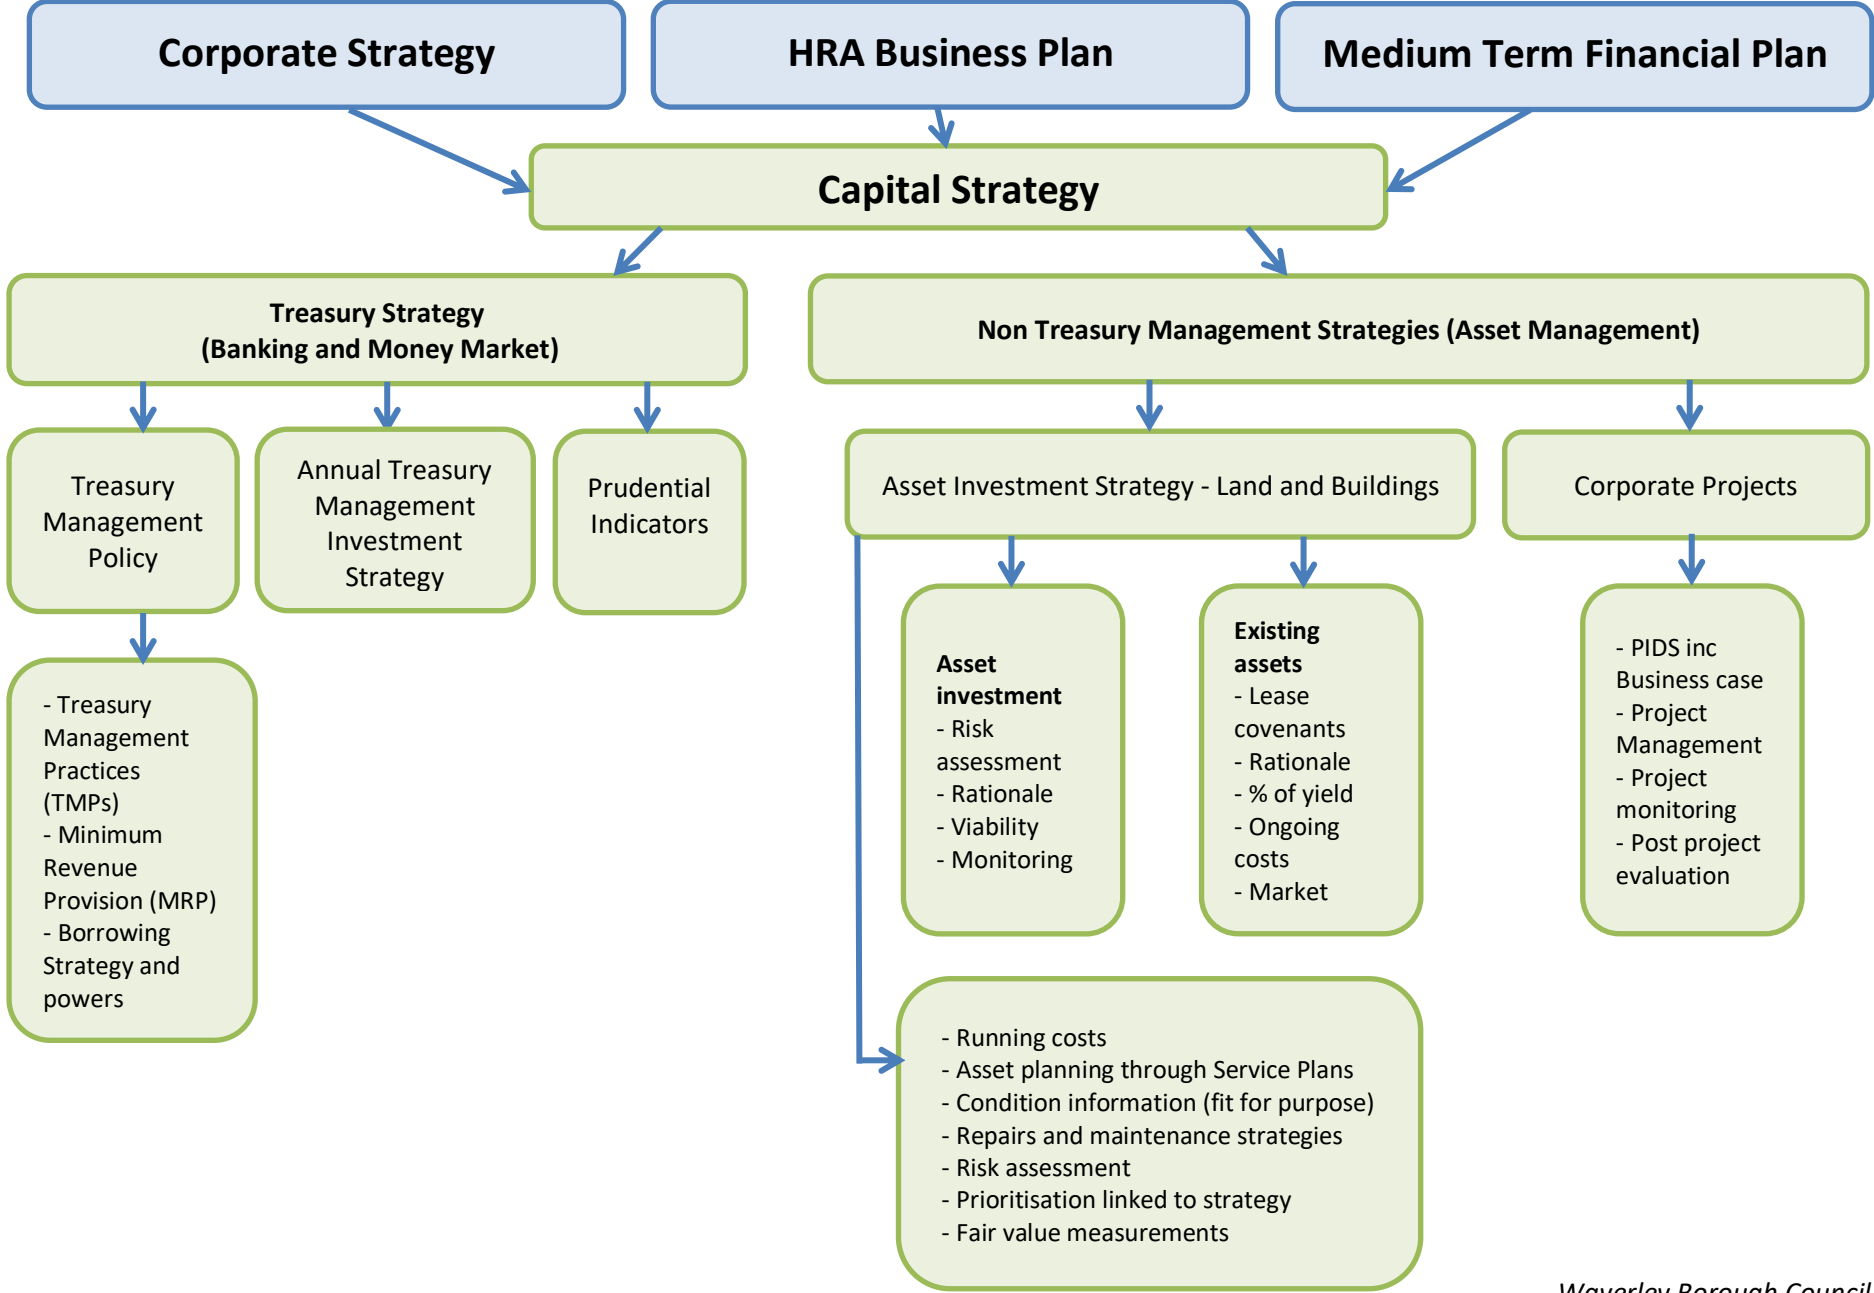 Corporate Strategy
HRA Business Plan
Medium Term Financial Plan
Capital Strategy
Treasury Strategy
(Banking and Money Market)
Non Treasury Management Strategies (Asset Management)
Treasury
Management
Policy
Annual Treasury
Management
Investment
Strategy
Prudential
Indicators
Asset Investment Strategy - Land and Buildings
Corporate Projects
- Treasury
Management
Practices
(TMPs)
- Minimum
Revenue
Provision (MRP)
- Borrowing
Strategy and
powers
Asset
investment
- Risk
assessment
- Rationale
- Viability
- Monitoring
Existing
assets
- Lease
covenants
- Rationale
- % of yield
- Ongoing
costs
- Market
- PIDS inc
Business case
- Project
Management
- Project
monitoring
- Post project
evaluation
- Running costs
- Asset planning through Service Plans
- Condition information (fit for purpose)
- Repairs and maintenance strategies
- Risk assessment
- Prioritisation linked to strategy
- Fair value measurements
Waverley Borough Council